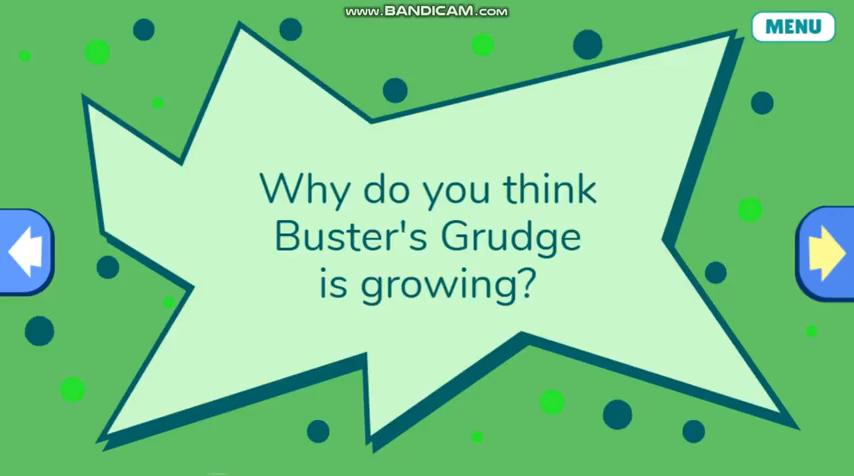 www.BANDICAM.com
MENU
Why do you think
Buster's Grudge
is growing?